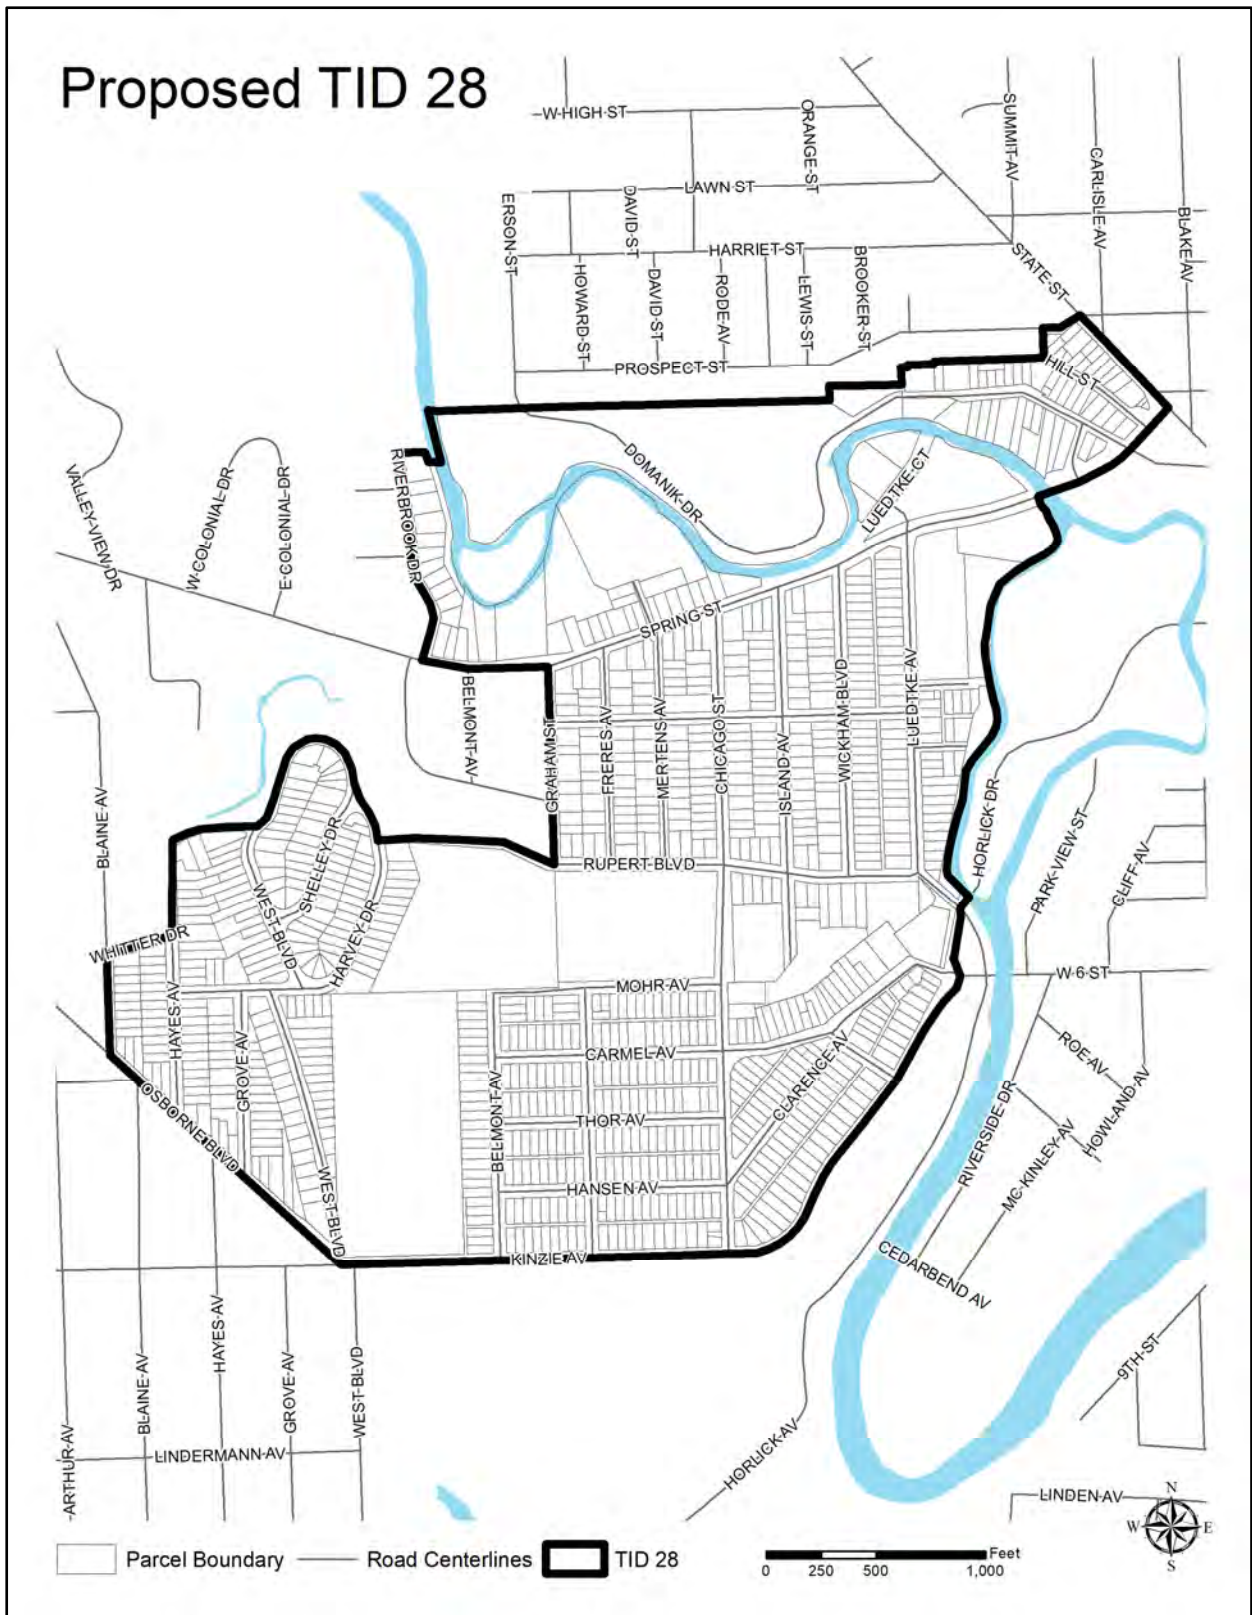 Proposed TID 28
W HIGH ST
ORANGE ST
SUMMIT AV
CARLISLE AV
BLAKE AV
LAWN ST
ERSON ST
DAVID ST
HARRIET ST
BROOKER ST
STATE ST
HOWARD ST
DAVID ST
RODE AV
LEWIS ST
PROSPECT ST
HILL ST
VALLEY VIEW DR
W COLONIAL DR
E COLONIAL DR
RIVERBROOK DR
DOMANIK DR
LUEDTKE CT
SPRING ST
BELMONT AV
GRAHAM ST
FRERES AV
MERTENS AV
CHICAGO ST
ISLAND AV
WICKHAM BLVD
LUEDTKE AV
BLAINE AV
SHELLEY DR
WEST BLVD
HARVEY DR
RUPERT BLVD
HORLICK DR
PARK VIEW ST
CLIFF AV
WHITTER DR
HAYES AV
MOHR AV
W 6 ST
GROVE AV
CARMEL AV
CLARENCE AV
ROE AV
HOWLAND AV
OSBORNE BLVD
BELMONT AV
THOR AV
RIVERSIDE DR
MC KINLEY AV
WEST BLVD
HANSEN AV
KINZIE AV
CEDARBEND AV
ARTHUR AV
BLAINE AV
HAYES AV
GROVE AV
WEST BLVD
9TH ST
LINDERMANN AV
HORLICK AV
LINDEN AV
N
W
E
S
Parcel Boundary
Road Centerlines
TID 28
Feet
0 250 500 1,000